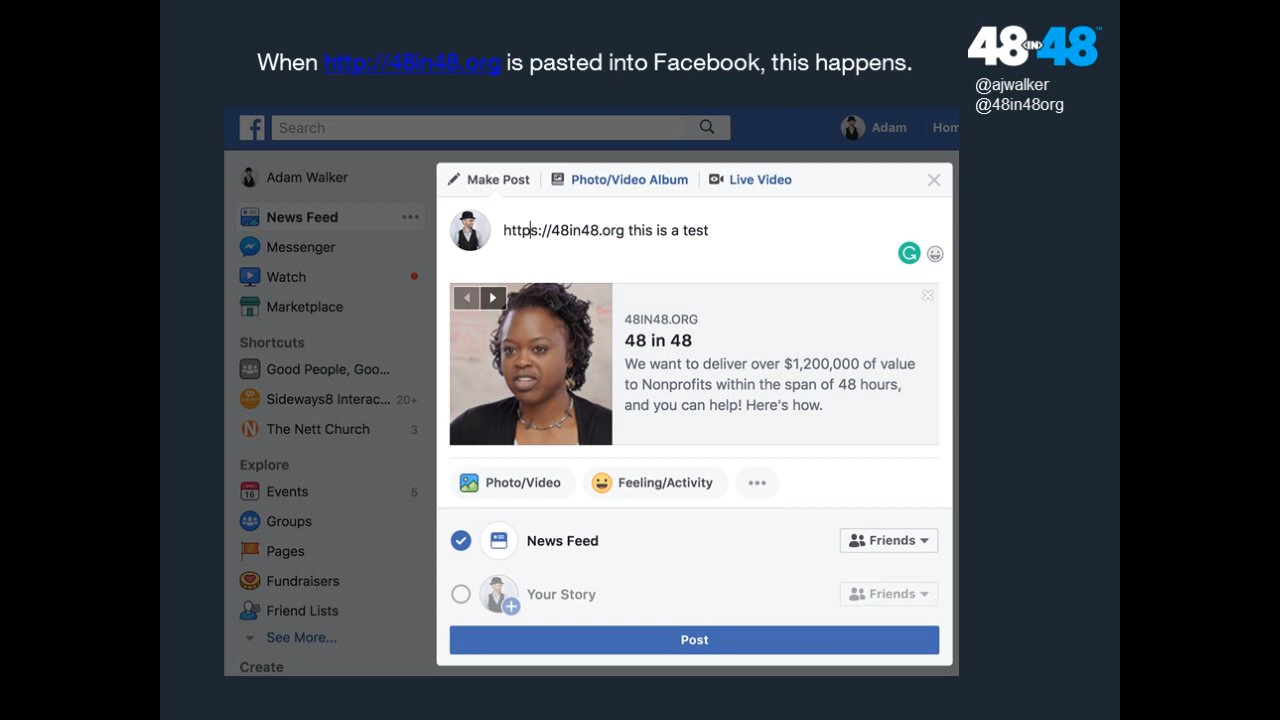 When http://48in48.org is pasted into Facebook, this happens.
48 IN 48™
@ajwalker
@48in48org
f
Search
Adam
Hom
Adam Walker
News Feed
Messenger
Watch
Marketplace
Shortcuts
Good People, Goo...
Sideways8 Interac... 20+
The Nett Church 3
Explore
16 Events 5
Groups
Pages
Fundraisers
Friend Lists
See More...
Create
Make Post
Photo/Video Album
Live Video
https://48in48.org this is a test
48IN48.ORG
48 in 48
We want to deliver over $1,200,000 of value
to Nonprofits within the span of 48 hours,
and you can help! Here's how.
Photo/Video
Feeling/Activity
News Feed
Friends
Your Story
Friends
Post